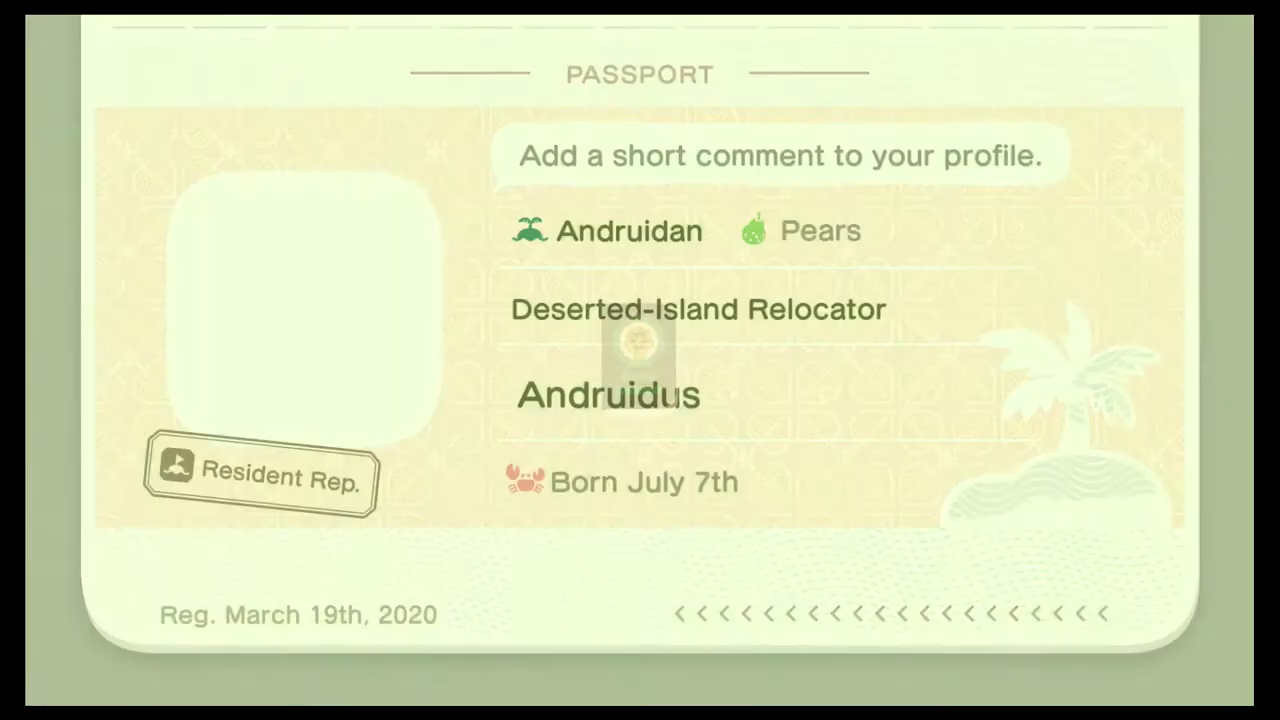 PASSPORT
Add a short comment to your profile.
Andruidan Pears
Deserted-Island Relocator
Andruidus
Born July 7th
Resident Rep.
Reg. March 19th, 2020 < < < < < < < < < < < < < < < < < < < <